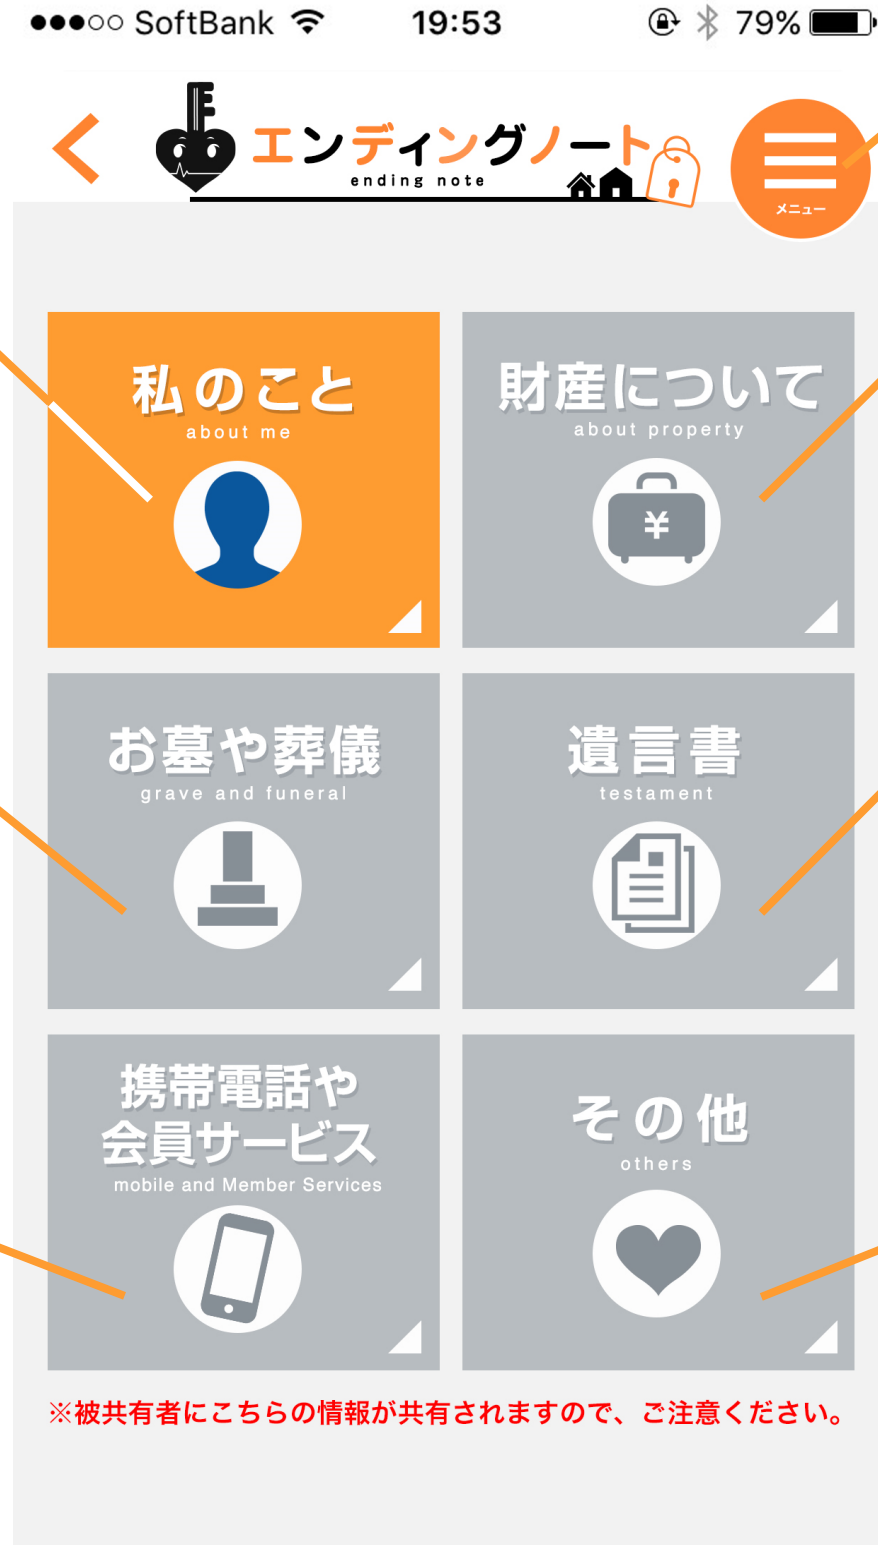 ●●●○○ SoftBank 19:53 79%
エンディングノート
ending note
メニュー
私のこと
about me
財産について
about property
¥
お墓や葬儀
grave and funeral
遺言書
testament
携帯電話や
会員サービス
mobile and Member Services
その他
others
※被共有者にこちらの情報が共有されますので、ご注意ください。